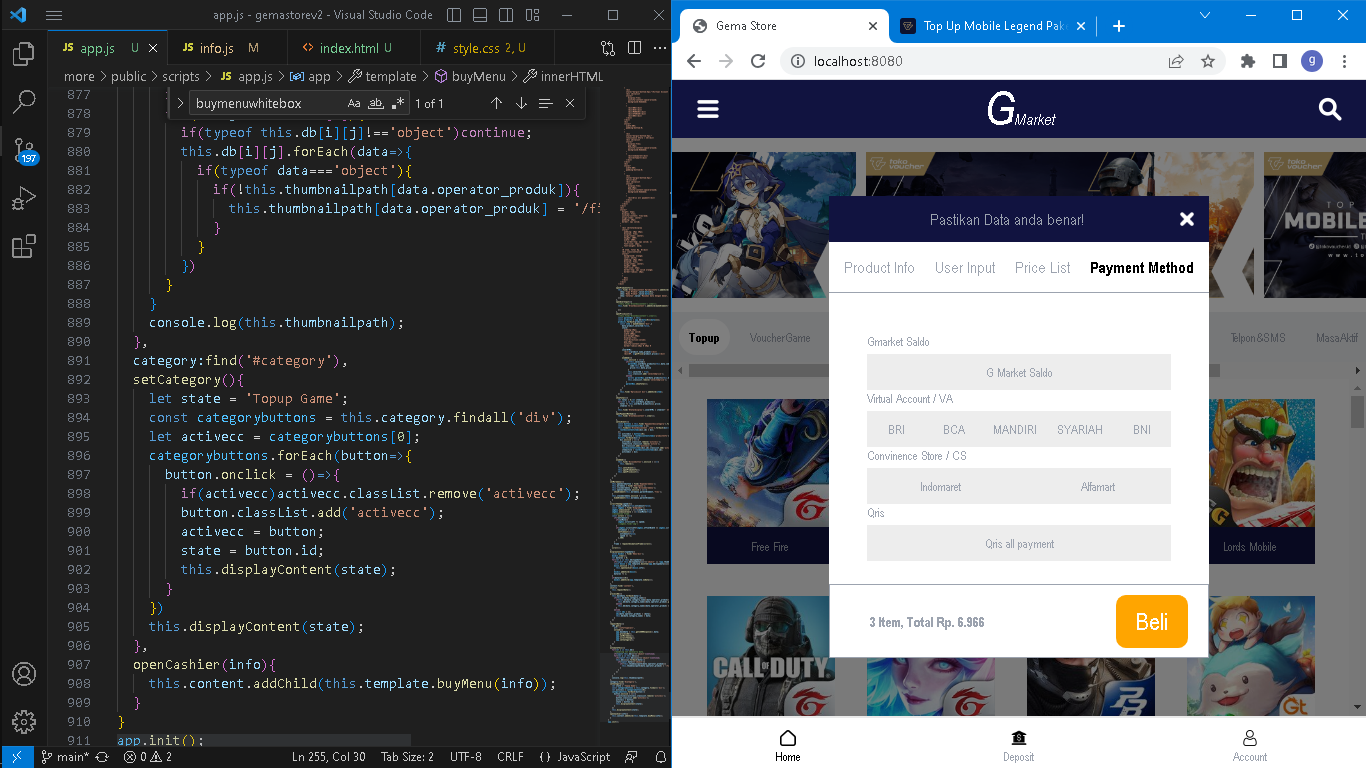 app.js - gemastorev2 - Visual Studio Code
JS app.js U
JS info.js M
<> index.html U
# style.css 2, U
more > public > scripts > JS app.js > app > template > buyMenu > innerHTML
buymenuwhitebox Aa ab 1 of 1
877
878
879 if(typeof this.db[i][j]!=='object')continue;
880 this.db[i][j].forEach(data=>{
881 if(typeof data==='object'){
882 if(!this.thumbnailpath[data.operator_produk]){
883 this.thumbnailpath[data.operator_produk] = '/fi
884 }
885 }
886 })
887 }
888 }
889 console.log(this.thumbnailpath);
890 },
891 category:find('#category'),
892 setCategory(){
893 let state = 'Topup Game';
894 const categorybuttons = this.category.findall('div');
895 let activecc = categorybuttons[0];
896 categorybuttons.forEach(button=>{
897 button.onclick = ()=>{
898 if(activecc)activecc.classList.remove('activecc');
899 button.classList.add('activecc');
900 activecc = button;
901 state = button.id;
902 this.displayContent(state);
903 }
904 })
905 this.displayContent(state);
906 },
907 openCashier(info){
908 this.content.addChild(this.template.buyMenu(info));
909 }
910 }
911 app.init();
197
main* 0 2 Ln 255, Col 30 Tab Size: 2 UTF-8 CRLF {} JavaScript
Gema Store
Top Up Mobile Legend Pak
localhost:8080
g
G Market
Pastikan Data anda benar!
Product Info User Input Price List Payment Method
Topup VoucherGame Telpon&SMS MasaAktif
Gmarket Saldo
G Market Saldo
Virtual Account / VA
BRI BCA MANDIRI SYARIAH BNI
Convinence Store / CS
Indomaret Alfamart
Qris
Qris all payment
Free Fire
Lords Mobile
3 Item, Total Rp. 6.966
Beli
CALL OF DUTY
Home Deposit Account